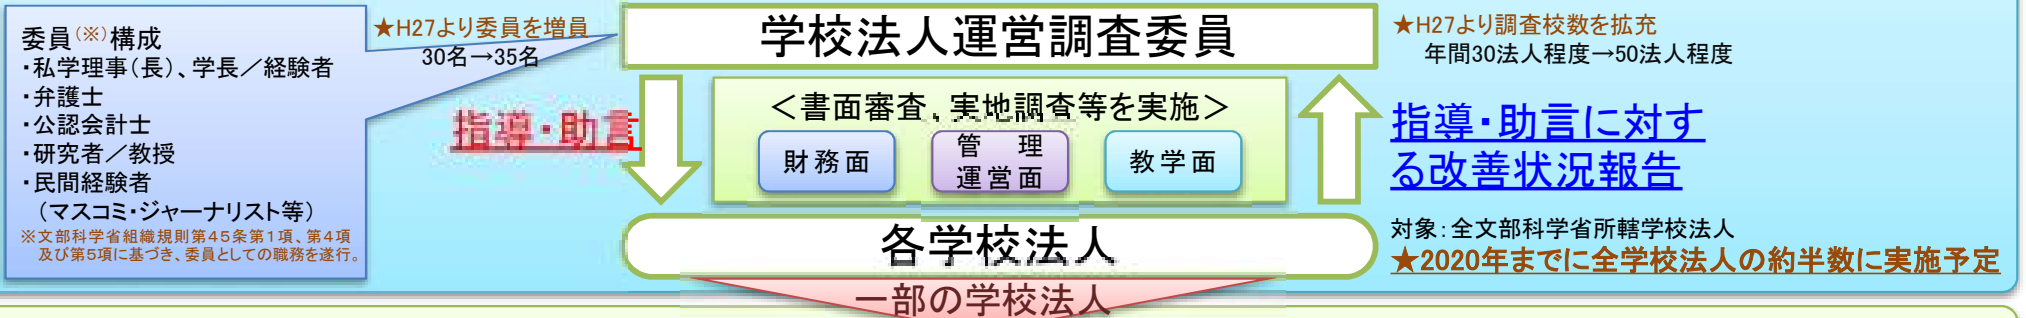 委員(※)構成
・私学理事(長)、学長／経験者
・弁護士
・公認会計士
・研究者／教授
・民間経験者
（マスコミ・ジャーナリスト等）
※文部科学省組織規則第45条第1項、第4項
及び第5項に基づき、委員としての職務を遂行。
★H27より委員を増員
30名→35名
学校法人運営調査委員
★H27より調査校数を拡充
年間30法人程度→50法人程度
指導・助言
＜書面審査、実地調査等を実施＞
財務面
管　理
運営面
教学面
指導・助言に対す
る改善状況報告
各学校法人
対象：全文部科学省所轄学校法人
★2020年までに全学校法人の約半数に実施予定
一部の学校法人